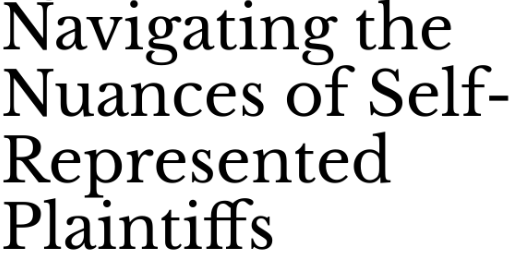 Navigating the
Nuances of Self-
Represented
Plaintiffs